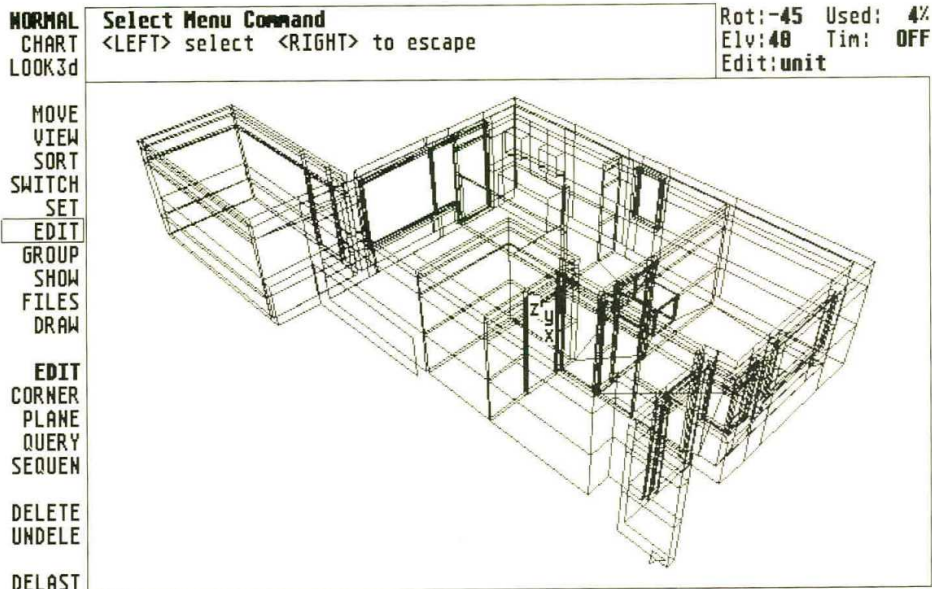 NORMAL
CHART
LOOK3d
Select Menu Command
<LEFT> select <RIGHT> to escape
Rot:-45 Used: 4%
Elv:48 Tim: OFF
Edit:unit
MOVE
VIEW
SORT
SWITCH
SET
EDIT
GROUP
SHOW
FILES
DRAW
EDIT
CORNER
PLANE
QUERY
SEQUEN
DELETE
UNDELE
DELAST
z
y
x